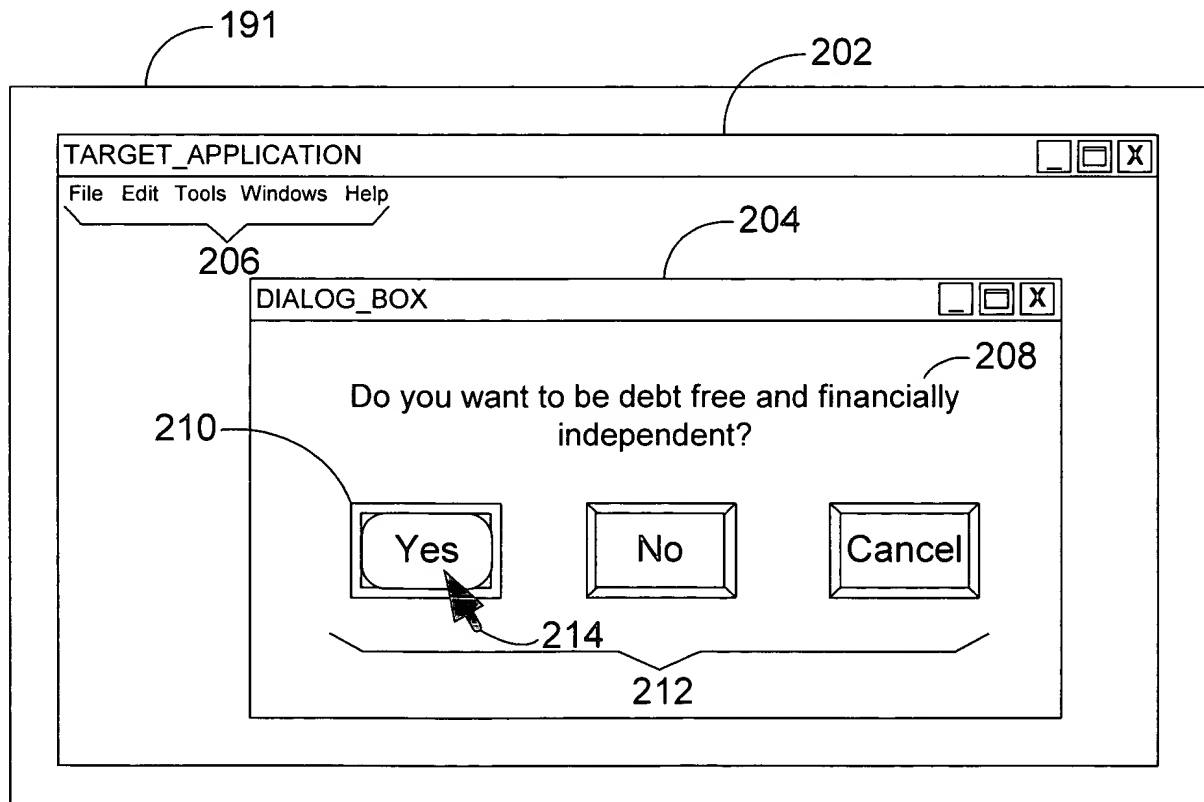 191
202
TARGET_APPLICATION
_ X
File Edit Tools Windows Help
206
204
DIALOG_BOX
_ X
208
Do you want to be debt free and financially
independent?
210
Yes No Cancel
214
212